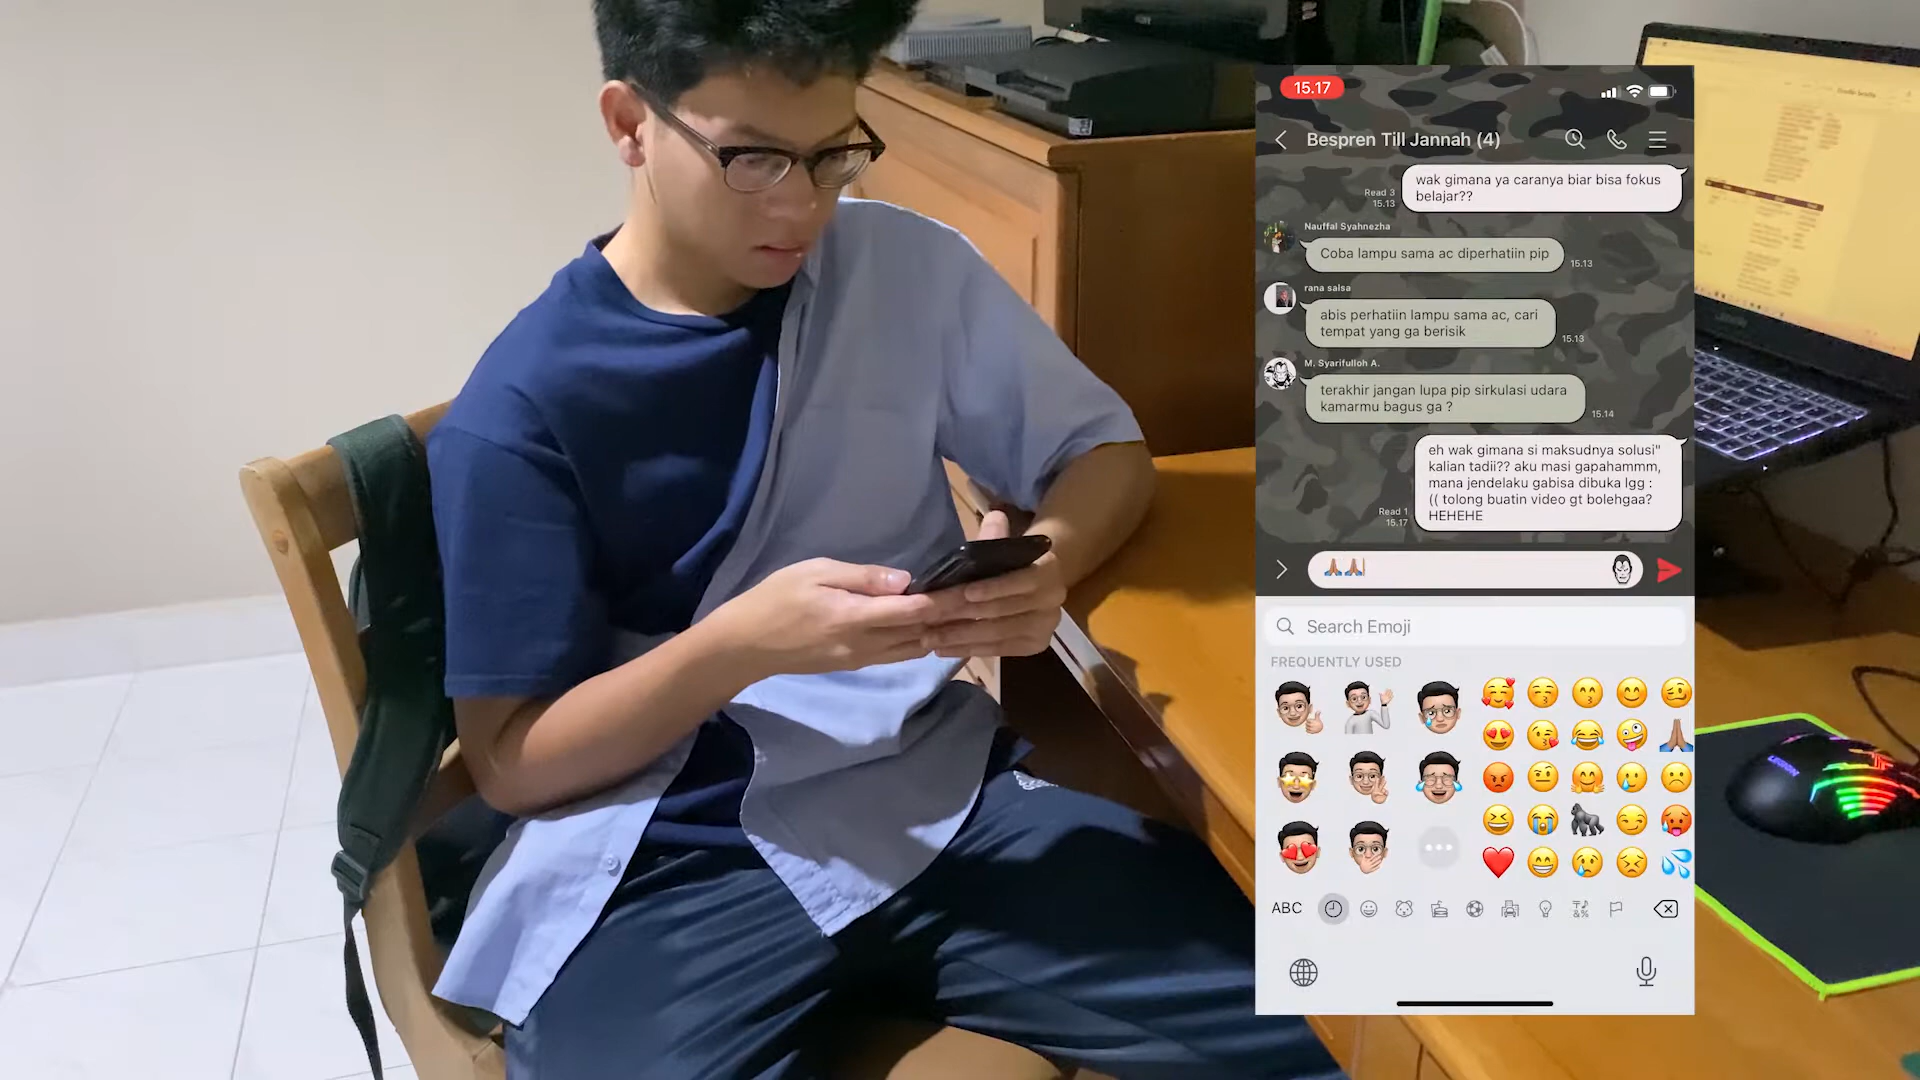 15.17
Bespren Till Jannah (4)
wak gimana ya caranya biar bisa fokus
belajar??
Read 3
15.13
Nauffal Syahnezha
Coba lampu sama ac diperhatiin pip
15.13
rana salsa
abis perhatiin lampu sama ac, cari
tempat yang ga berisik
15.13
M. Syarifulloh A.
terakhir jangan lupa pip sirkulasi udara
kamarmu bagus ga ?
15.14
eh wak gimana si maksudnya solusi"
kalian tadii?? aku masi gapahammm,
mana jendelaku gabisa dibuka lgg :
(( tolong buatin video gt bolehgaa?
HEHEHE
Read 1
15.17
🙏🏽🙏🏽
Search Emoji
FREQUENTLY USED
ABC
LEGION